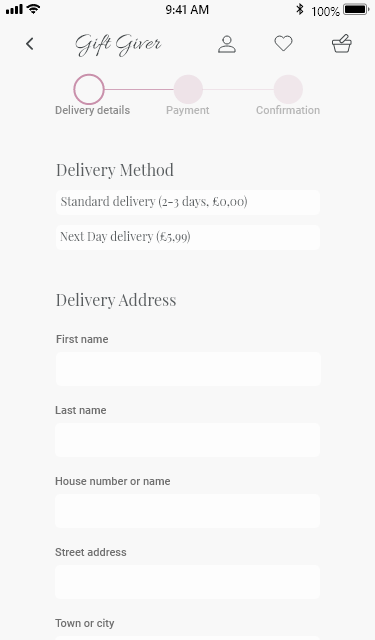 9:41 AM
100%
Gift Giver
Delivery details
Payment
Confirmation
Delivery Method
Standard delivery (2-3 days, £0,00)
Next Day delivery (£5,99)
Delivery Address
First name
Last name
House number or name
Street address
Town or city